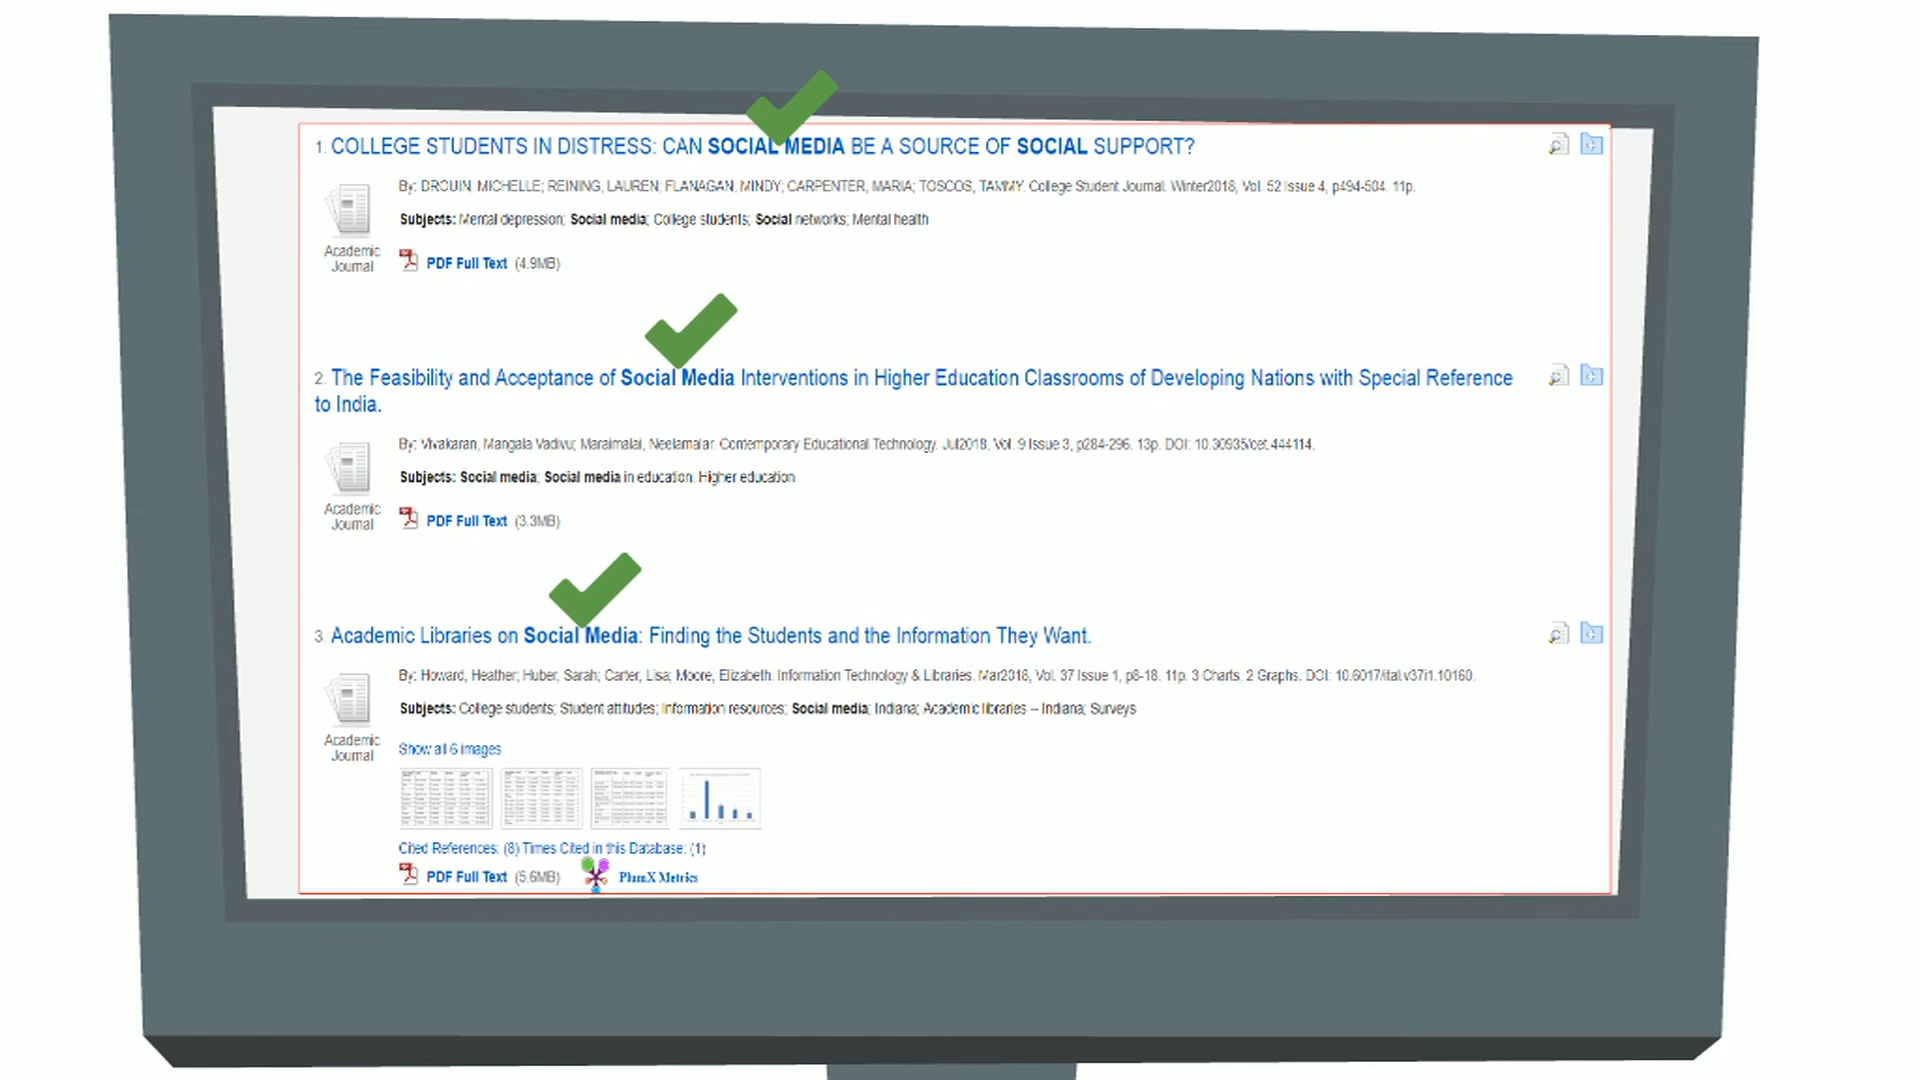 1. COLLEGE STUDENTS IN DISTRESS: CAN SOCIAL MEDIA BE A SOURCE OF SOCIAL SUPPORT?
By: DROUIN, MICHELLE; REINING, LAUREN; FLANAGAN, MINDY; CARPENTER, MARIA; TOSCOS, TAMMY. College Student Journal. Winter2018, Vol. 52 Issue 4, p494-504. 11p.
Subjects: Mental depression; Social media; College students; Social networks; Mental health
Academic
Journal
PDF Full Text (4.9MB)
2. The Feasibility and Acceptance of Social Media Interventions in Higher Education Classrooms of Developing Nations with Special Reference
to India.
By: Vivakaran, Mangala Vadivu; Maraimalai, Neelamalar. Contemporary Educational Technology. Jul2018, Vol. 9 Issue 3, p284-296. 13p. DOI: 10.30935/cet.444114.
Subjects: Social media; Social media in education; Higher education
Academic
Journal
PDF Full Text (3.3MB)
3. Academic Libraries on Social Media: Finding the Students and the Information They Want.
By: Howard, Heather; Huber, Sarah; Carter, Lisa; Moore, Elizabeth. Information Technology & Libraries. Mar2018, Vol. 37 Issue 1, p8-18. 11p. 3 Charts, 2 Graphs. DOI: 10.6017/ital.v37i1.10160.
Subjects: College students; Student attitudes; Information resources; Social media; Indiana; Academic libraries -- Indiana; Surveys
Academic
Journal
Show all 6 images
Cited References: (8) Times Cited in this Database: (1)
PDF Full Text (5.6MB) PlumX Metrics